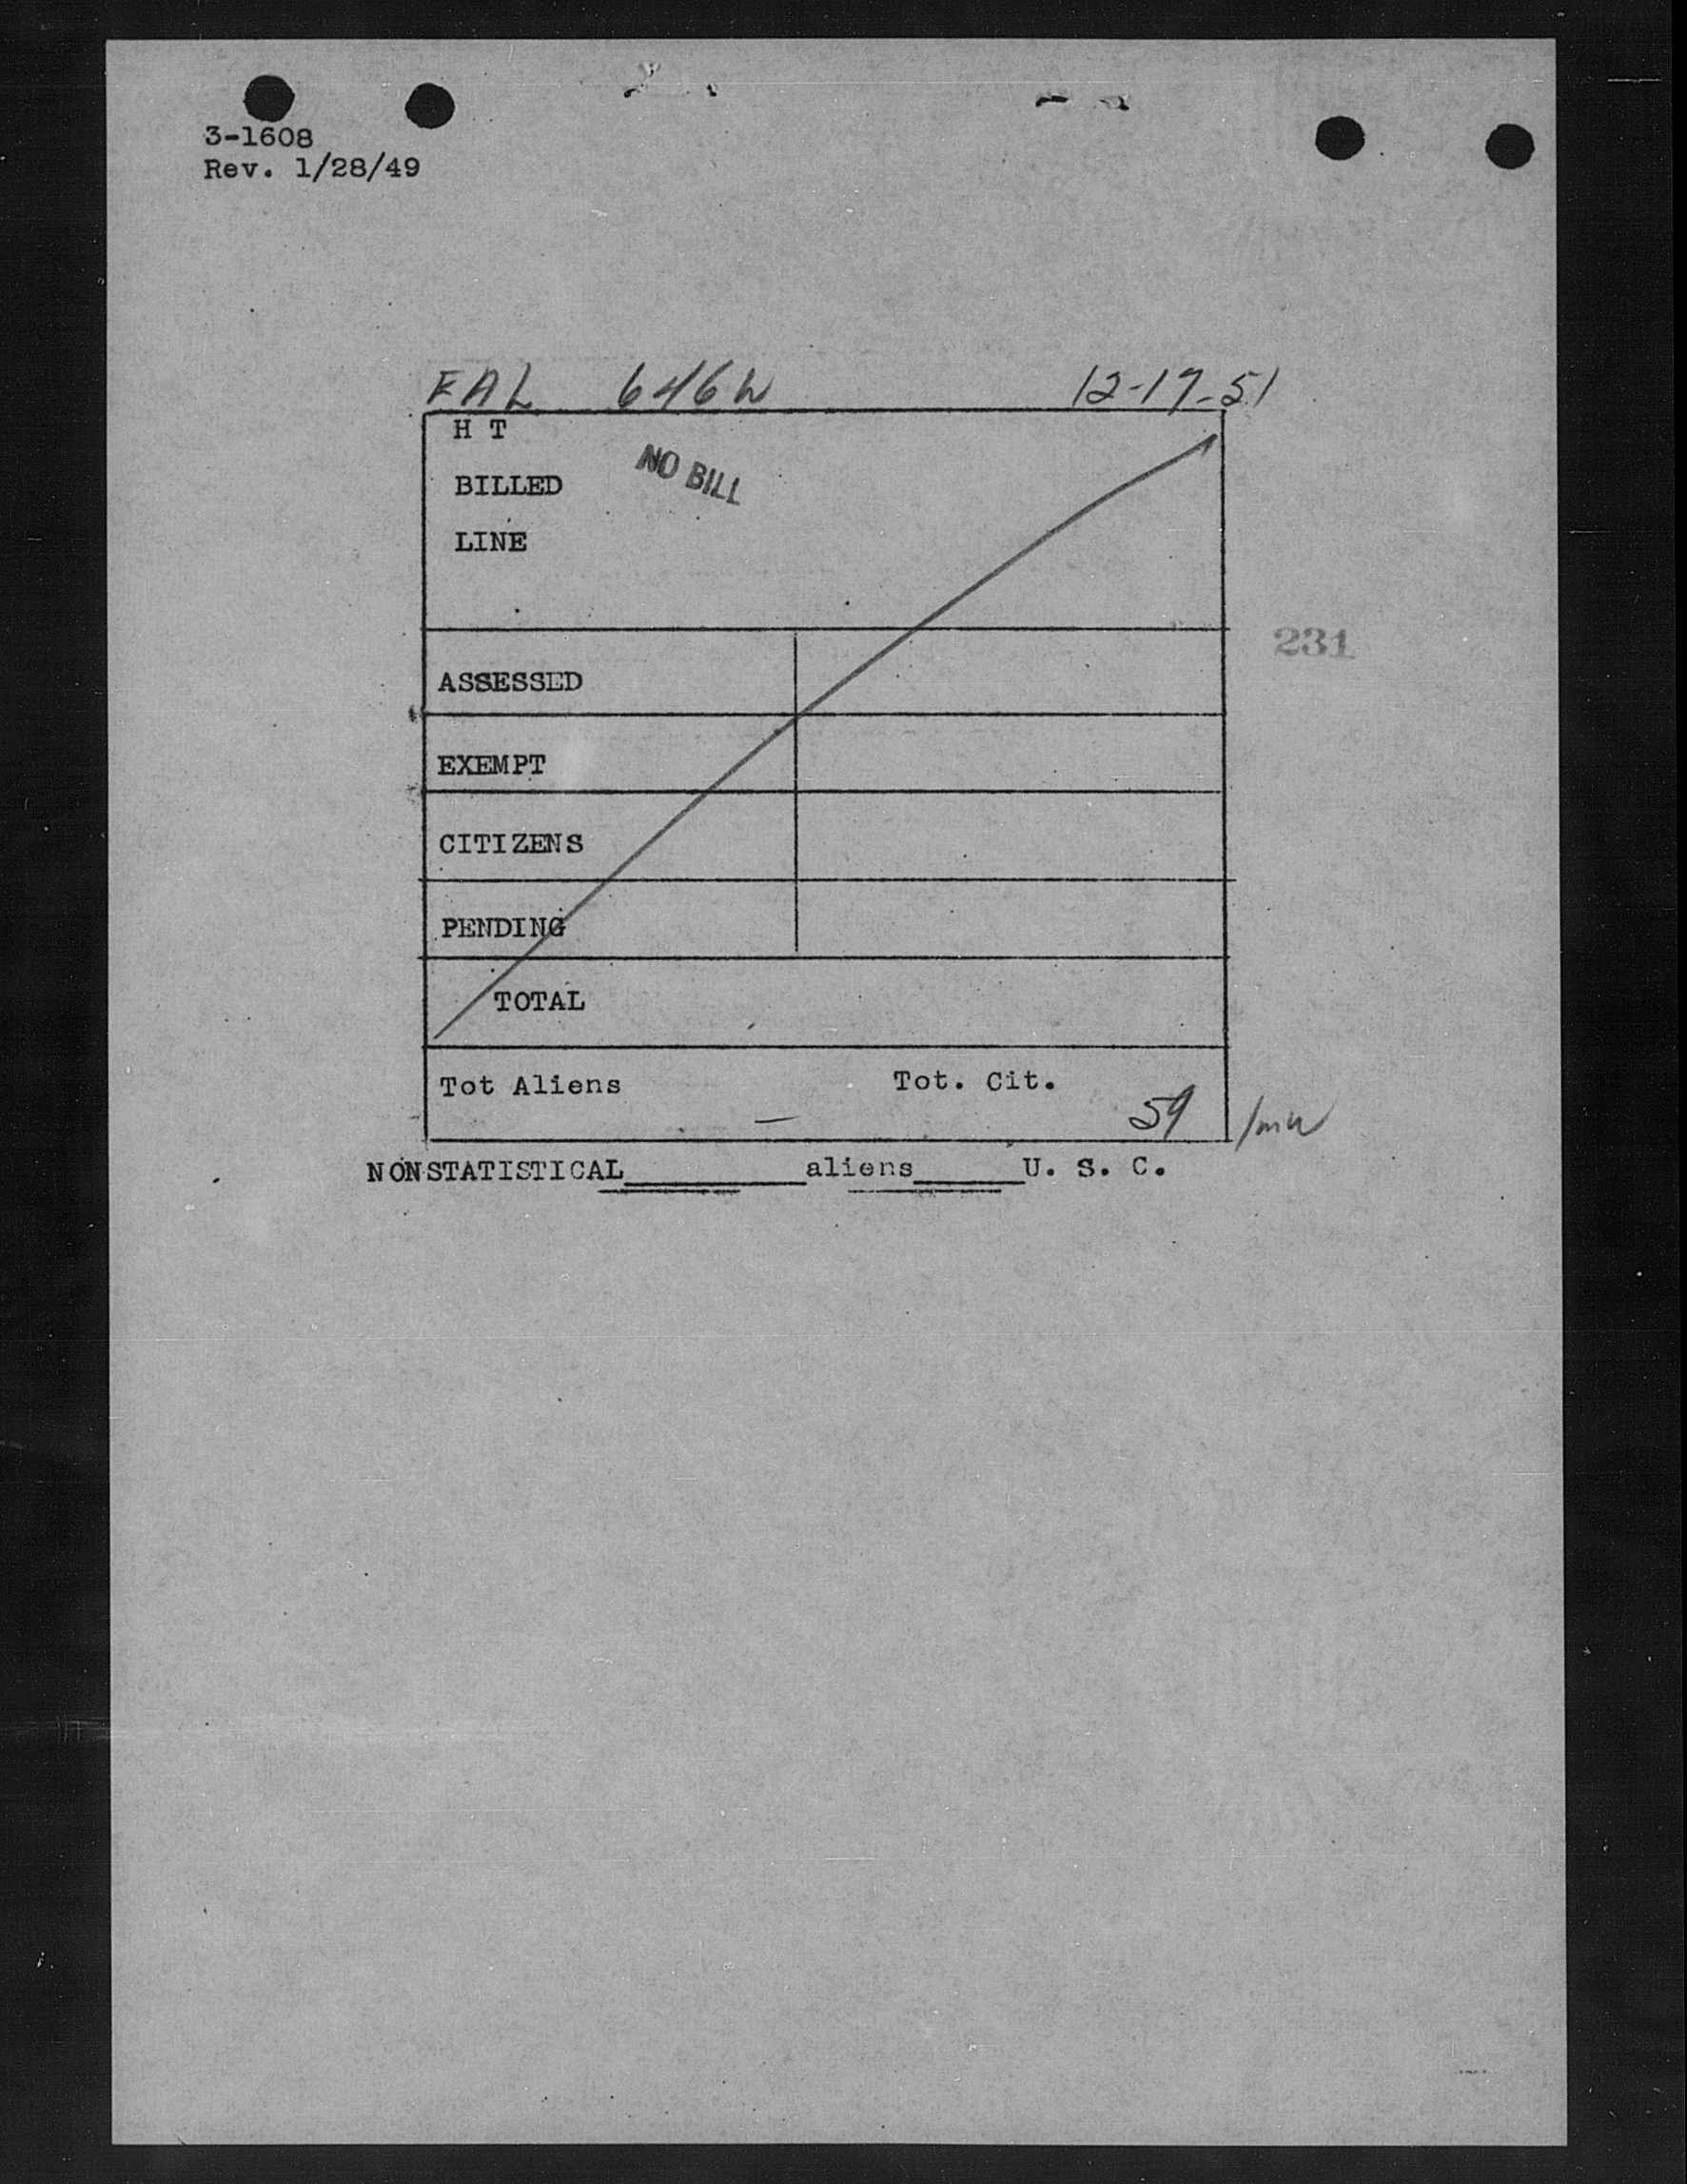 3-1608
Rev. 1/28/49
EAL 646W 12-17-51
H T
BILLED NO BILL
LINE
231
ASSESSED
EXEMPT
CITIZENS
PENDING
TOTAL
Tot Aliens Tot. Cit.
— 59
NONSTATISTICAL aliens U. S. C.